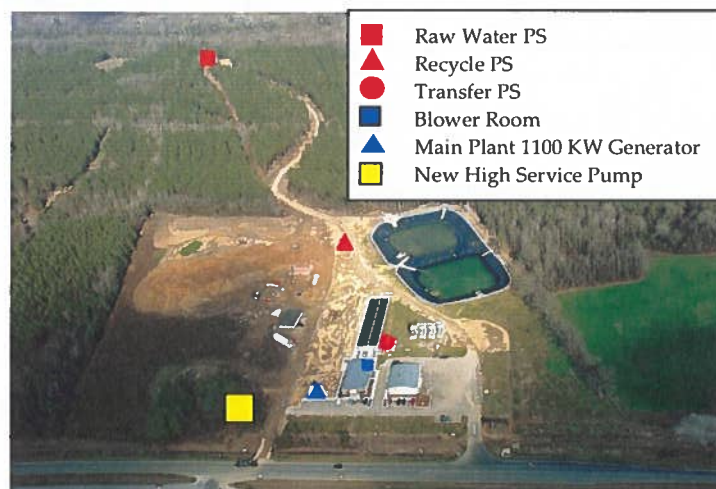 Raw Water PS
Recycle PS
Transfer PS
Blower Room
Main Plant 1100 KW Generator
New High Service Pump